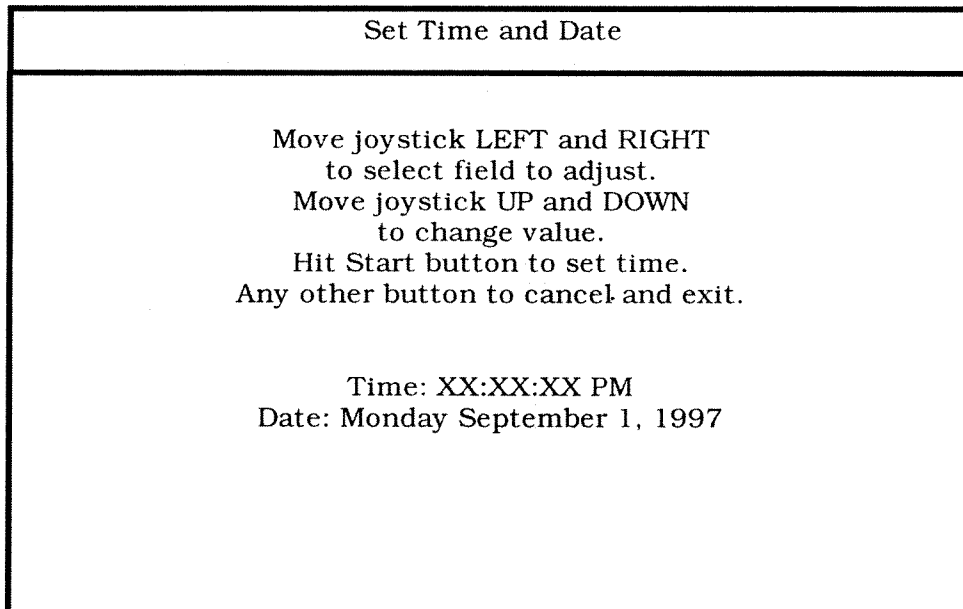 Set Time and Date
Move joystick LEFT and RIGHT
to select field to adjust.
Move joystick UP and DOWN
to change value.
Hit Start button to set time.
Any other button to cancel and exit.
Time: XX:XX:XX PM
Date: Monday September 1, 1997